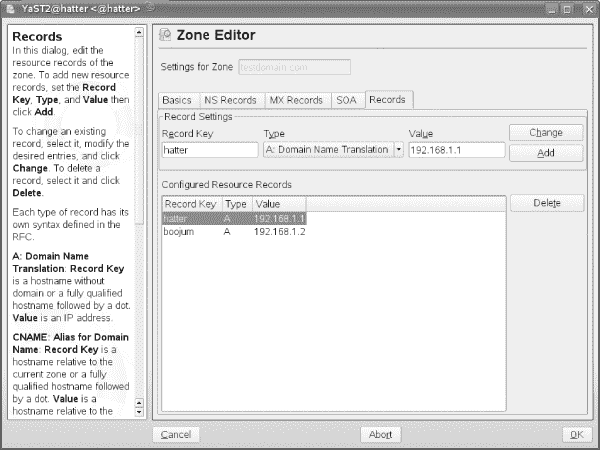 YaST2@hatter <@hatter>
Records
In this dialog, edit the
resource records of the
zone. To add new resource
records, set the Record
Key, Type, and Value then
click Add.
To change an existing
record, select it, modify the
desired entries, and click
Change. To delete a
record, select it and click
Delete.
Each type of record has its
own syntax defined in the
RFC.
A: Domain Name
Translation: Record Key
is a hostname without
domain or a fully qualified
hostname followed by a dot.
Value is an IP address.
CNAME: Alias for Domain
Name: Record Key is a
hostname relative to the
current zone or a fully
qualified hostname followed
by a dot. Value is a
hostname relative to the
Zone Editor
Settings for Zone testdomain.com
Basics NS Records MX Records SOA Records
Record Settings
Record Key Type Value
hatter A: Domain Name Translation 192.168.1.1
Change
Add
Configured Resource Records
Record Key Type Value
hatter A 192.168.1.1
boojum A 192.168.1.2
Delete
Cancel Abort OK